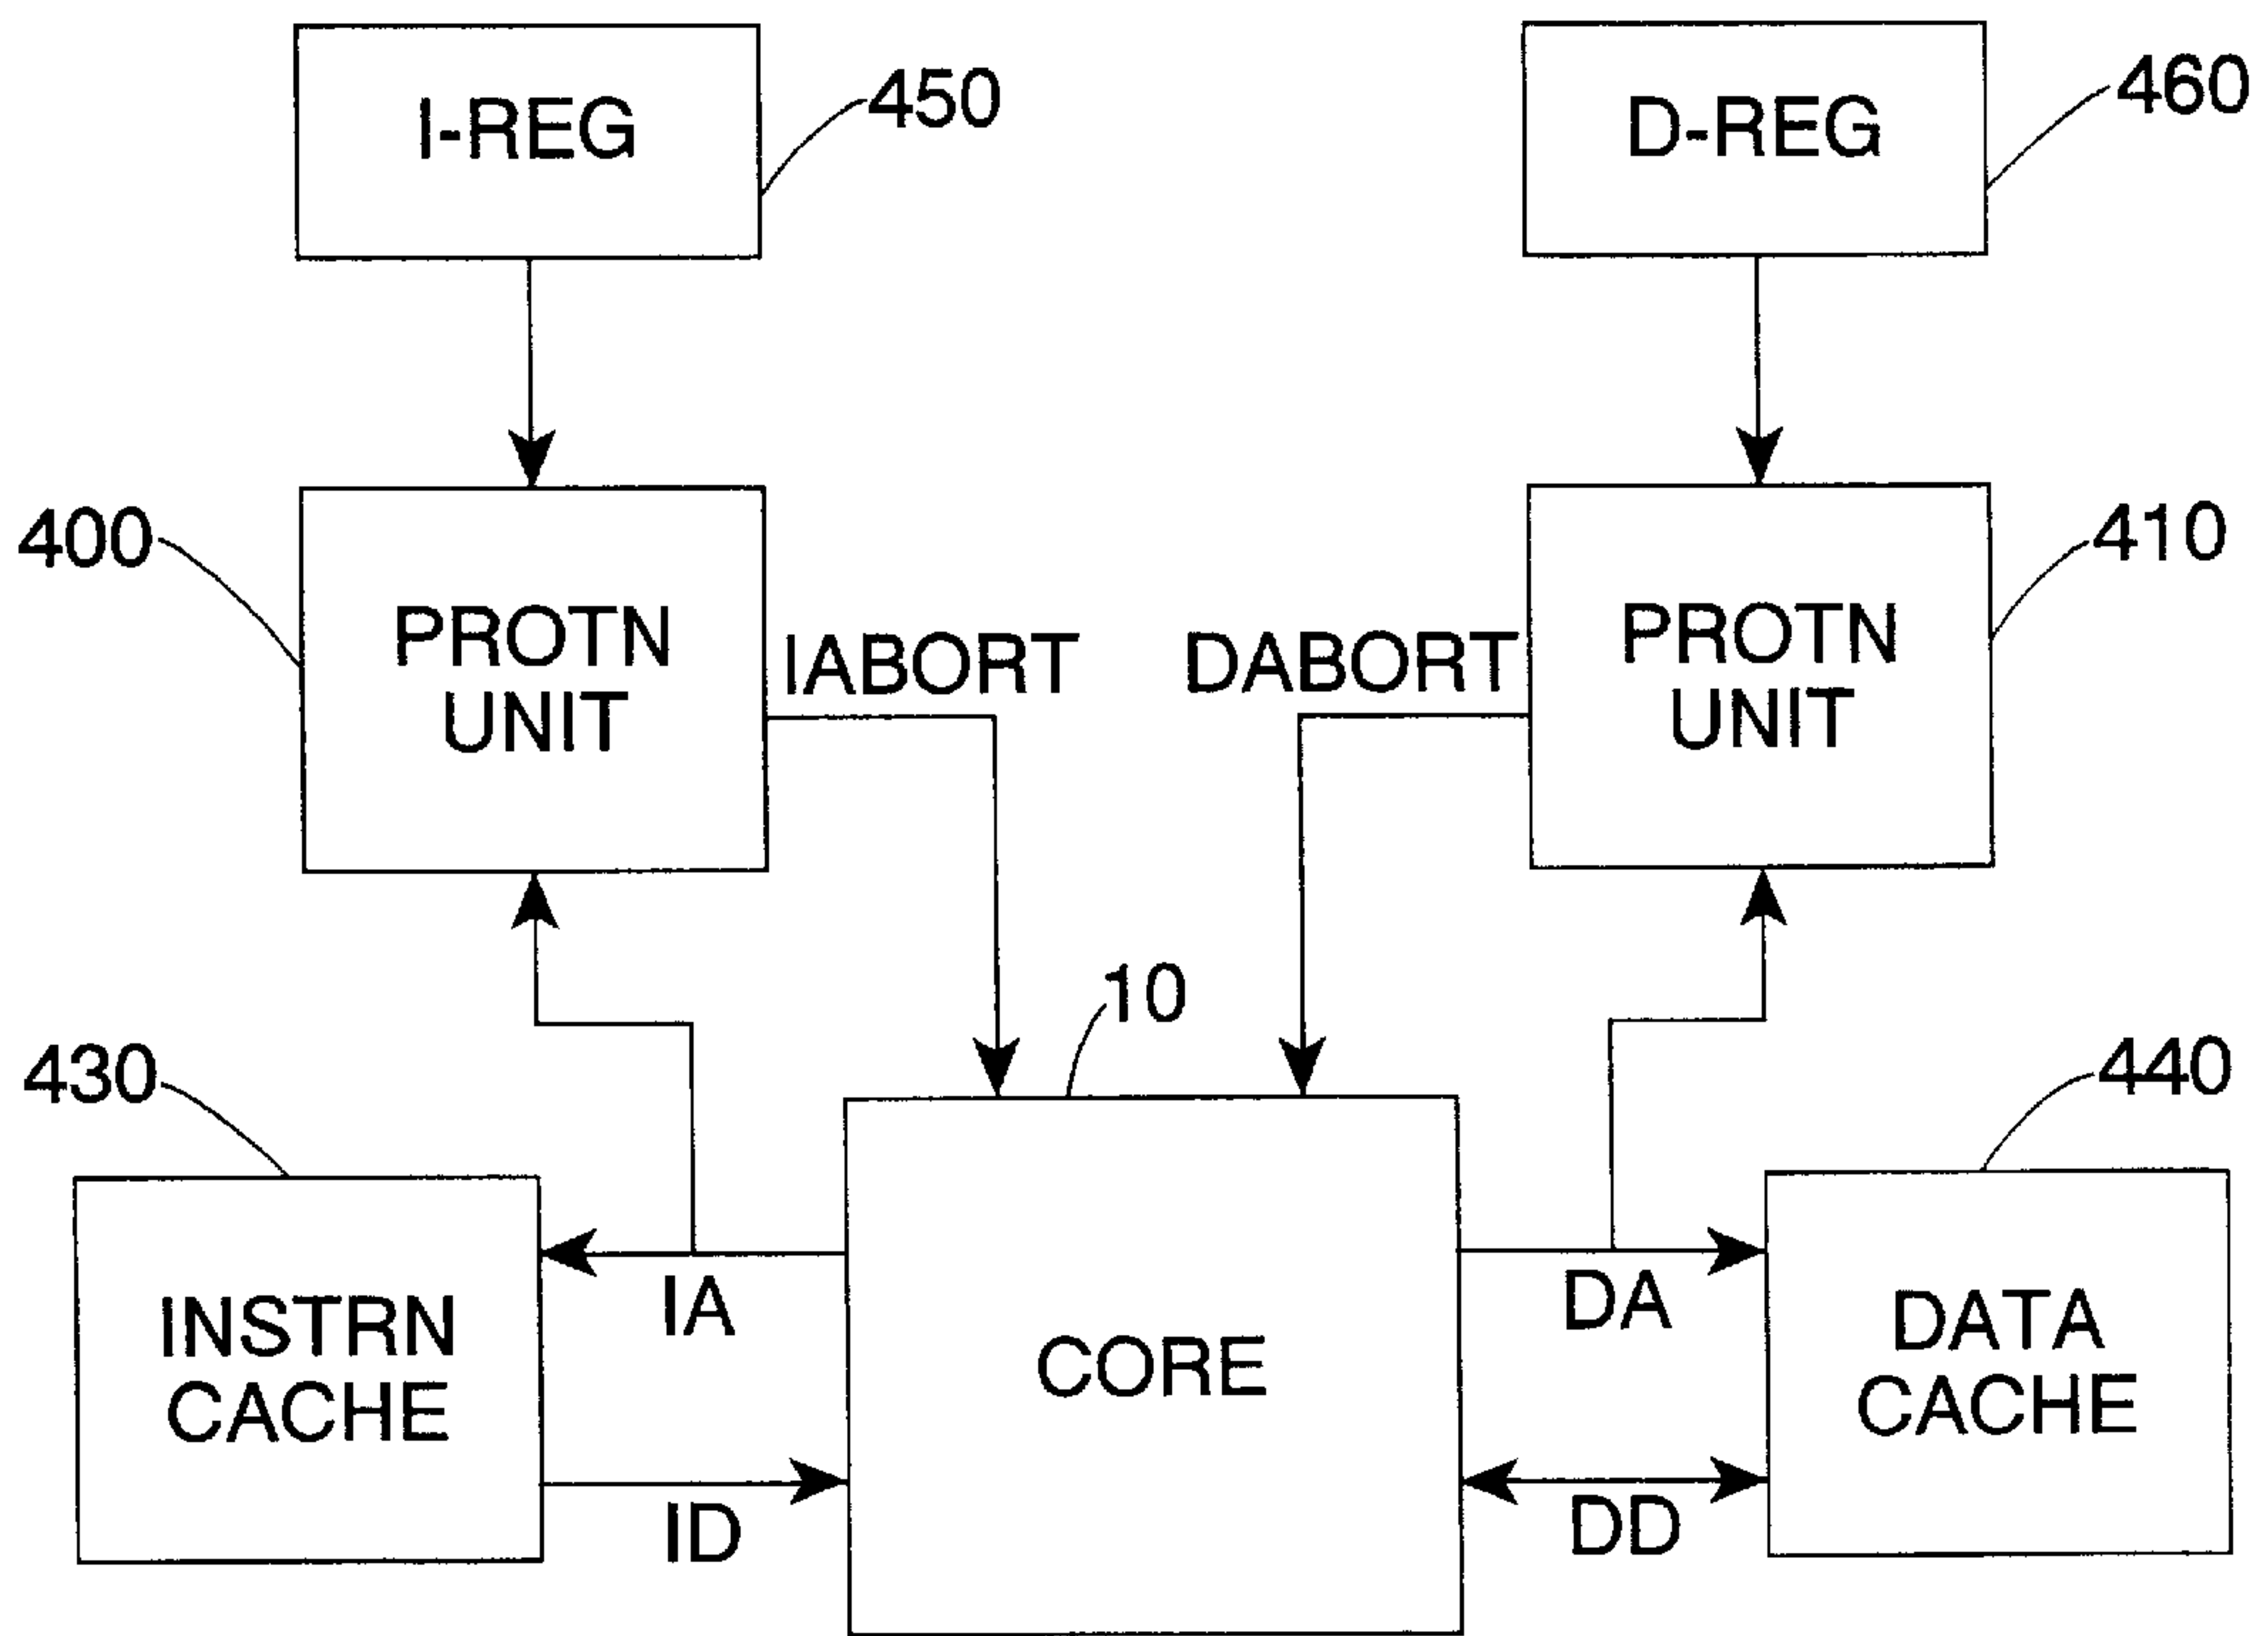 I-REG
450
D-REG
460
400
PROTN
UNIT
IABORT
DABORT
PROTN
UNIT
410
10
430
440
INSTRN
CACHE
IA
ID
CORE
DA
DD
DATA
CACHE